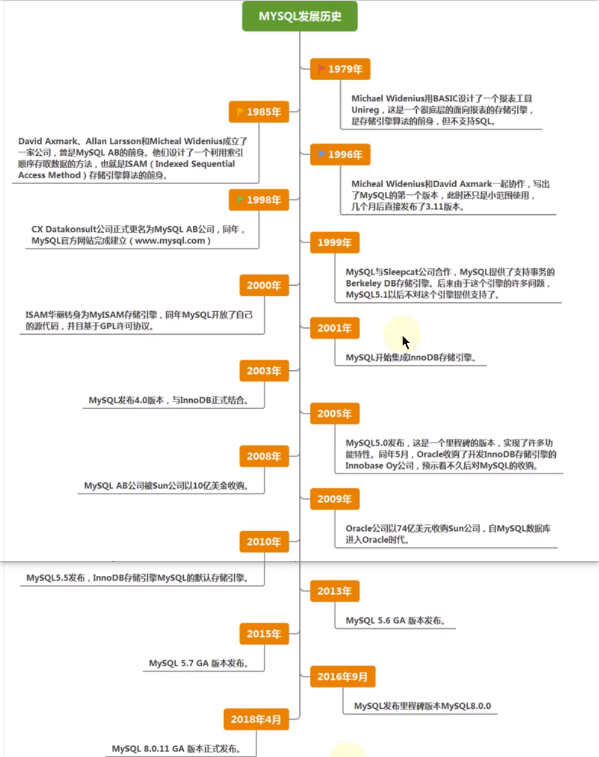 MYSQL发展历史
1979年
Michael Widenius用BASIC设计了一个报表工具
Unireg，这是一个很底层的面向报表的存储引擎，
是存储引擎算法的前身，但不支持SQL。
1985年
David Axmark、Allan Larsson和Micheal Widenius成立了
一家公司，曾是MySQL AB的前身。他们设计了一个利用索引
顺序存取数据的方法，也就是ISAM（Indexed Sequential
Access Method）存储引擎算法的前身。
1996年
Micheal Widenius和David Axmark一起协作，写出
了MySQL的第一个版本，此时还只是小范围使用，
几个月后直接发布了3.11版本。
1998年
CX Datakonsult公司正式更名为MySQL AB公司，同年，
MySQL官方网站完成建立（www.mysql.com）
1999年
MySQL与Sleepcat公司合作，MySQL提供了支持事务的
Berkeley DB存储引擎。后来由于这个引擎的许多问题，
MySQL5.1以后不对这个引擎提供支持了。
2000年
ISAM华丽转身为MyISAM存储引擎，同年MySQL开放了自己
的源代码，并且基于GPL许可协议。
2001年
MySQL开始集成InnoDB存储引擎。
2003年
MySQL发布4.0版本，与InnoDB正式结合。
2005年
MySQL5.0发布，这是一个里程碑的版本，实现了许多功
能特性。同年5月，Oracle收购了开发InnoDB存储引擎的
Innobase Oy公司，预示着不久后对MySQL的收购。
2008年
MySQL AB公司被Sun公司以10亿美金收购。
2009年
Oracle公司以74亿美元收购Sun公司，自MySQL数据库
进入Oracle时代。
2010年
MySQL5.5发布，InnoDB存储引擎MySQL的默认存储引擎。
2013年
MySQL 5.6 GA 版本发布。
2015年
MySQL 5.7 GA 版本发布。
2016年9月
MySQL发布里程碑版本MySQL8.0.0
2018年4月
MySQL 8.0.11 GA 版本正式发布。